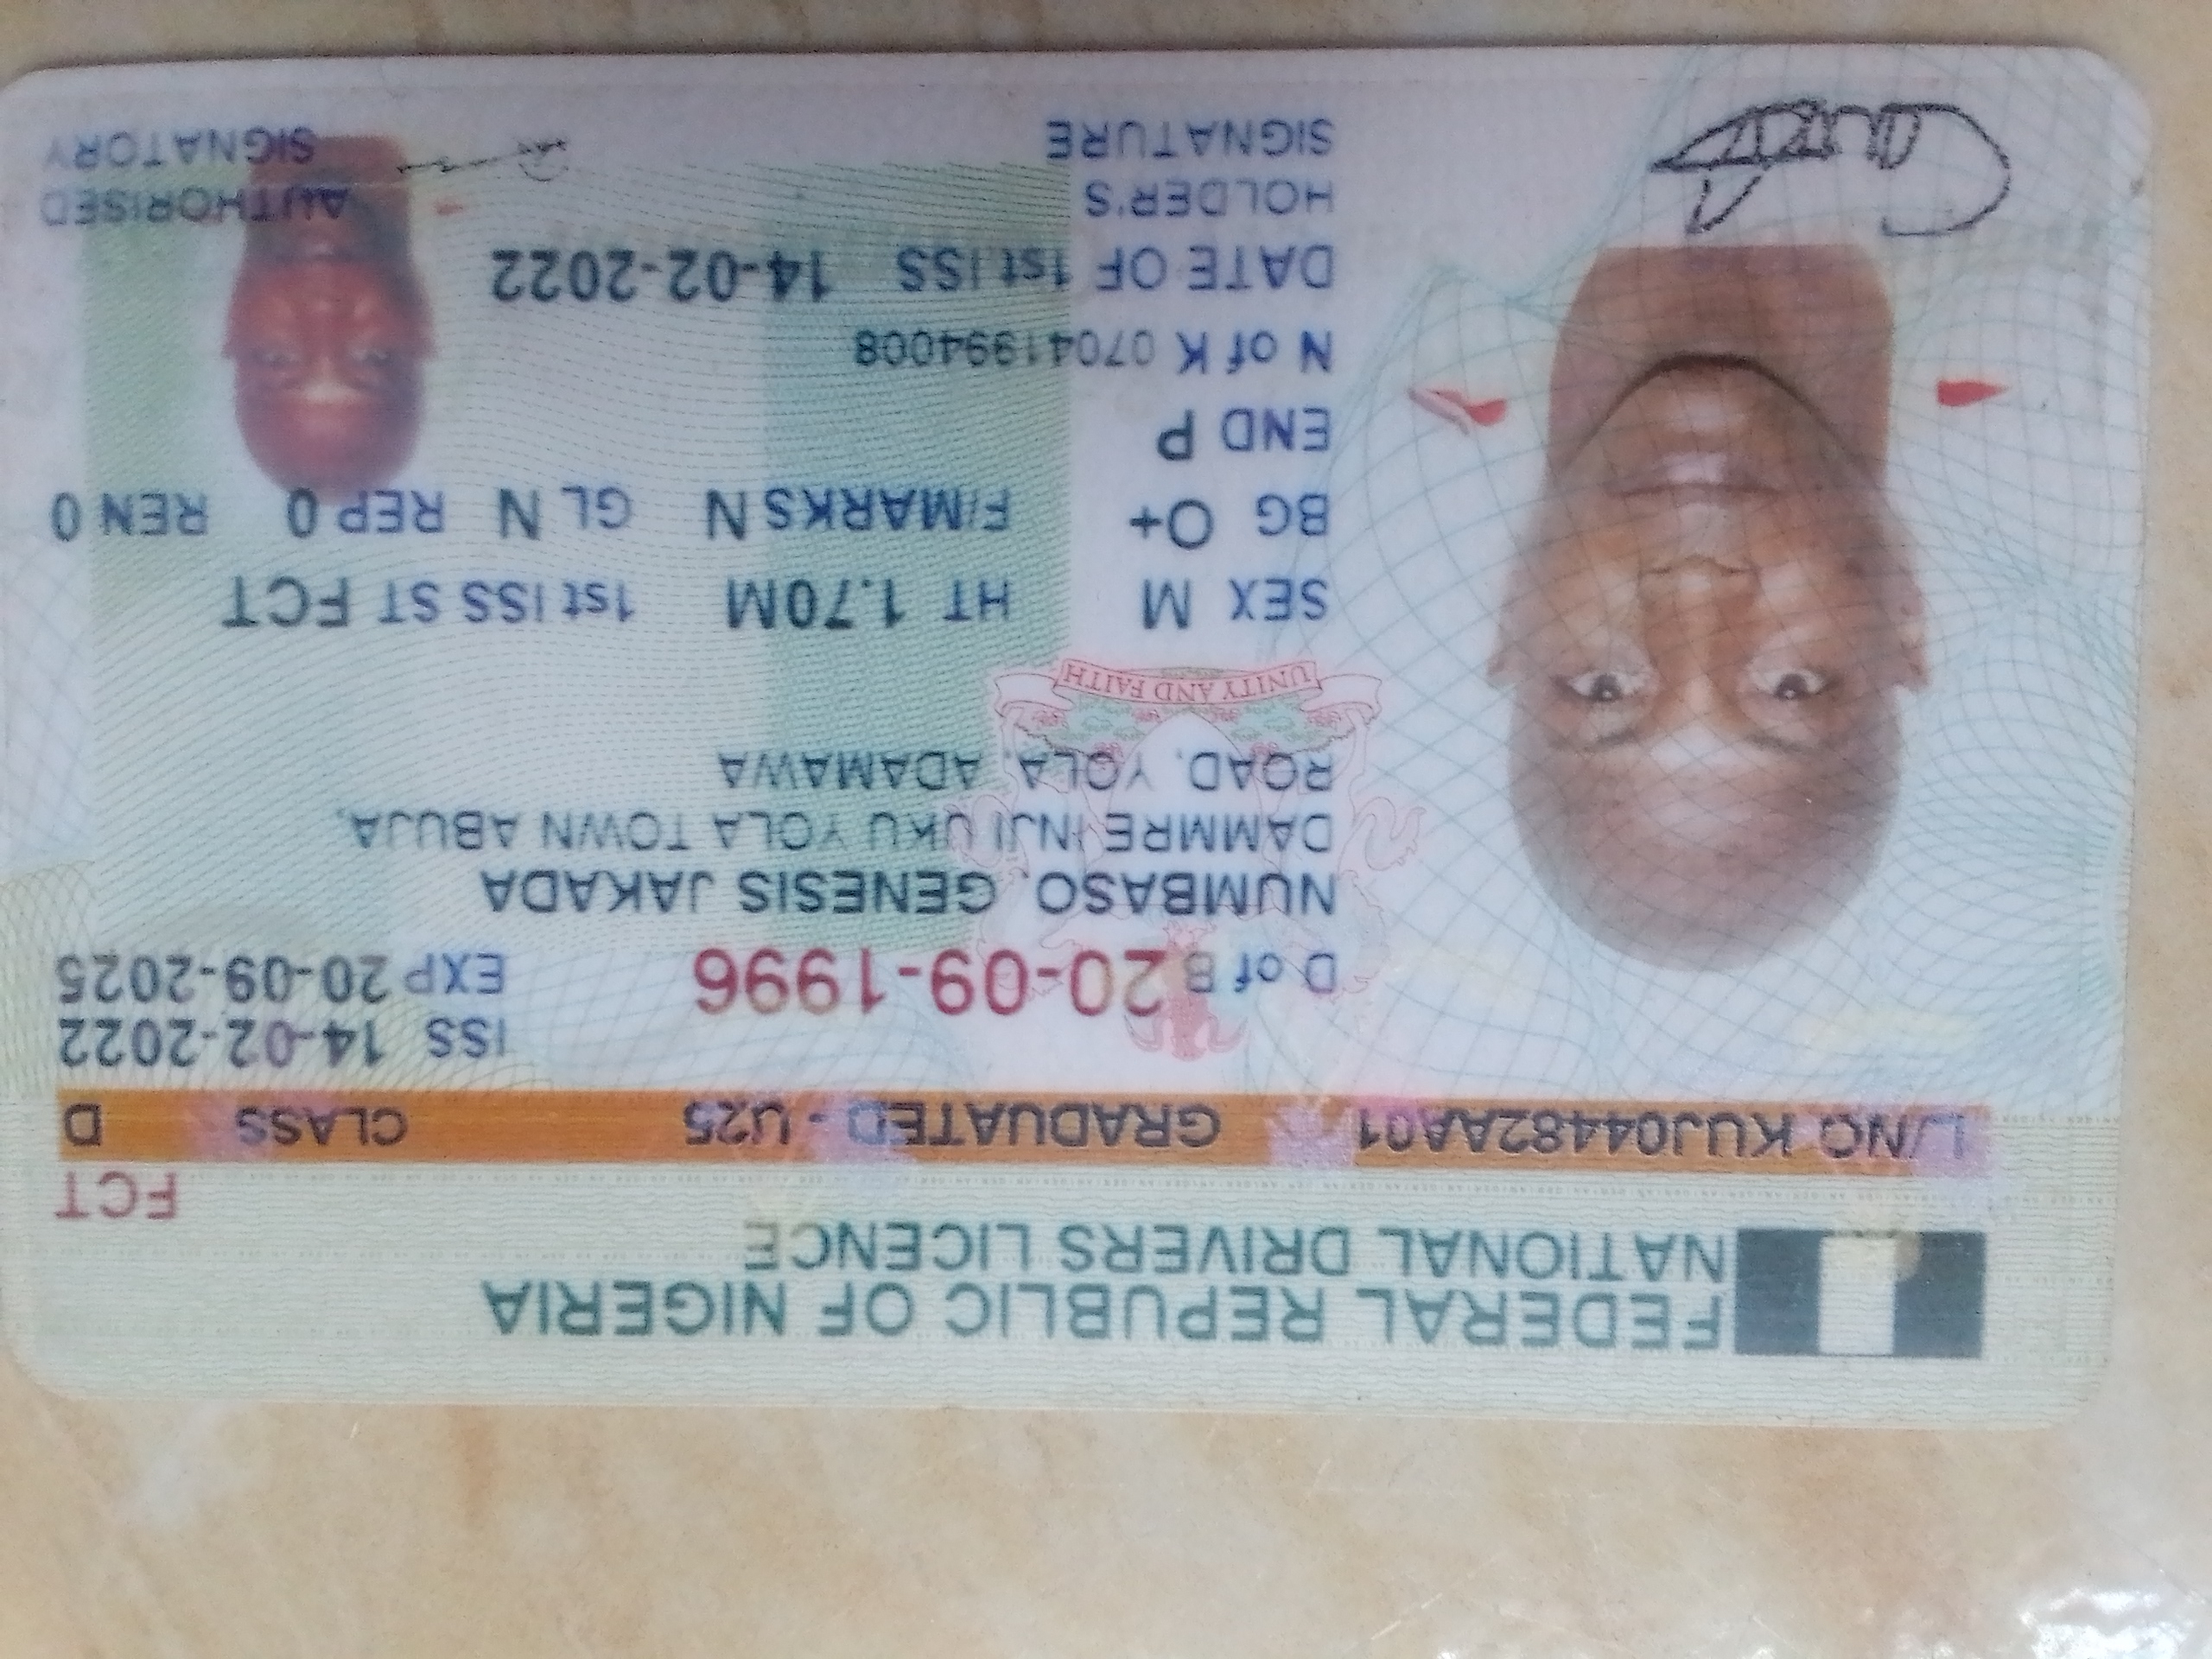 FEDERAL REPUBLIC OF NIGERIA
NATIONAL DRIVERS LICENCE
FCT
L/NO KUJ04482AA01 GRADUATED - U25 CLASS D
ISS 14-02-2022
D of B 20-09-1996 EXP 20-09-2025
NUMBASO, GENESIS JAKADA
DAMMRE INJI UKU YOLA TOWN ABUJA,
ROAD, YOLA, ADAMAWA
UNITY AND FAITH
SEX M HT 1.70M 1st ISS ST FCT
BG O+ F/MARKS N GL N REP 0 REN 0
END P
N of K 07041994008
DATE OF 1st ISS 14-02-2022
HOLDER'S
SIGNATURE
AUTHORISED
SIGNATORY